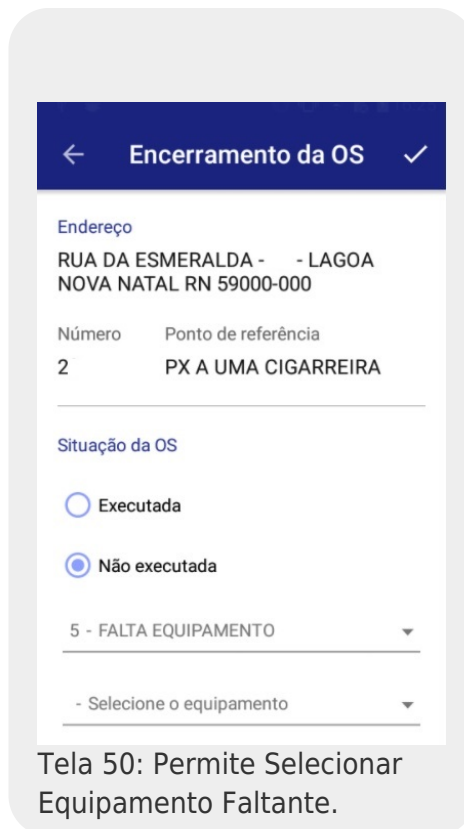 Encerramento da OS
Endereço
RUA DA ESMERALDA - - LAGOA
NOVA NATAL RN 59000-000
Número Ponto de referência
2 PX A UMA CIGARREIRA
Situação da OS
Executada
Não executada
5 - FALTA EQUIPAMENTO
- Selecione o equipamento
Tela 50: Permite Selecionar
Equipamento Faltante.